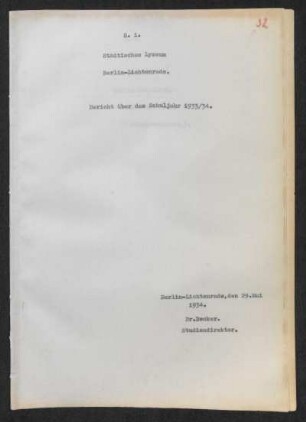 32
S. 1.
Städtisches Lyzeum
Berlin-Lichtenrade.
Bericht über das Schuljahr 1933/34.
Berlin-Lichtenrade, den 29.Mai
1934.
Dr.Becker.
Studiendirektor.